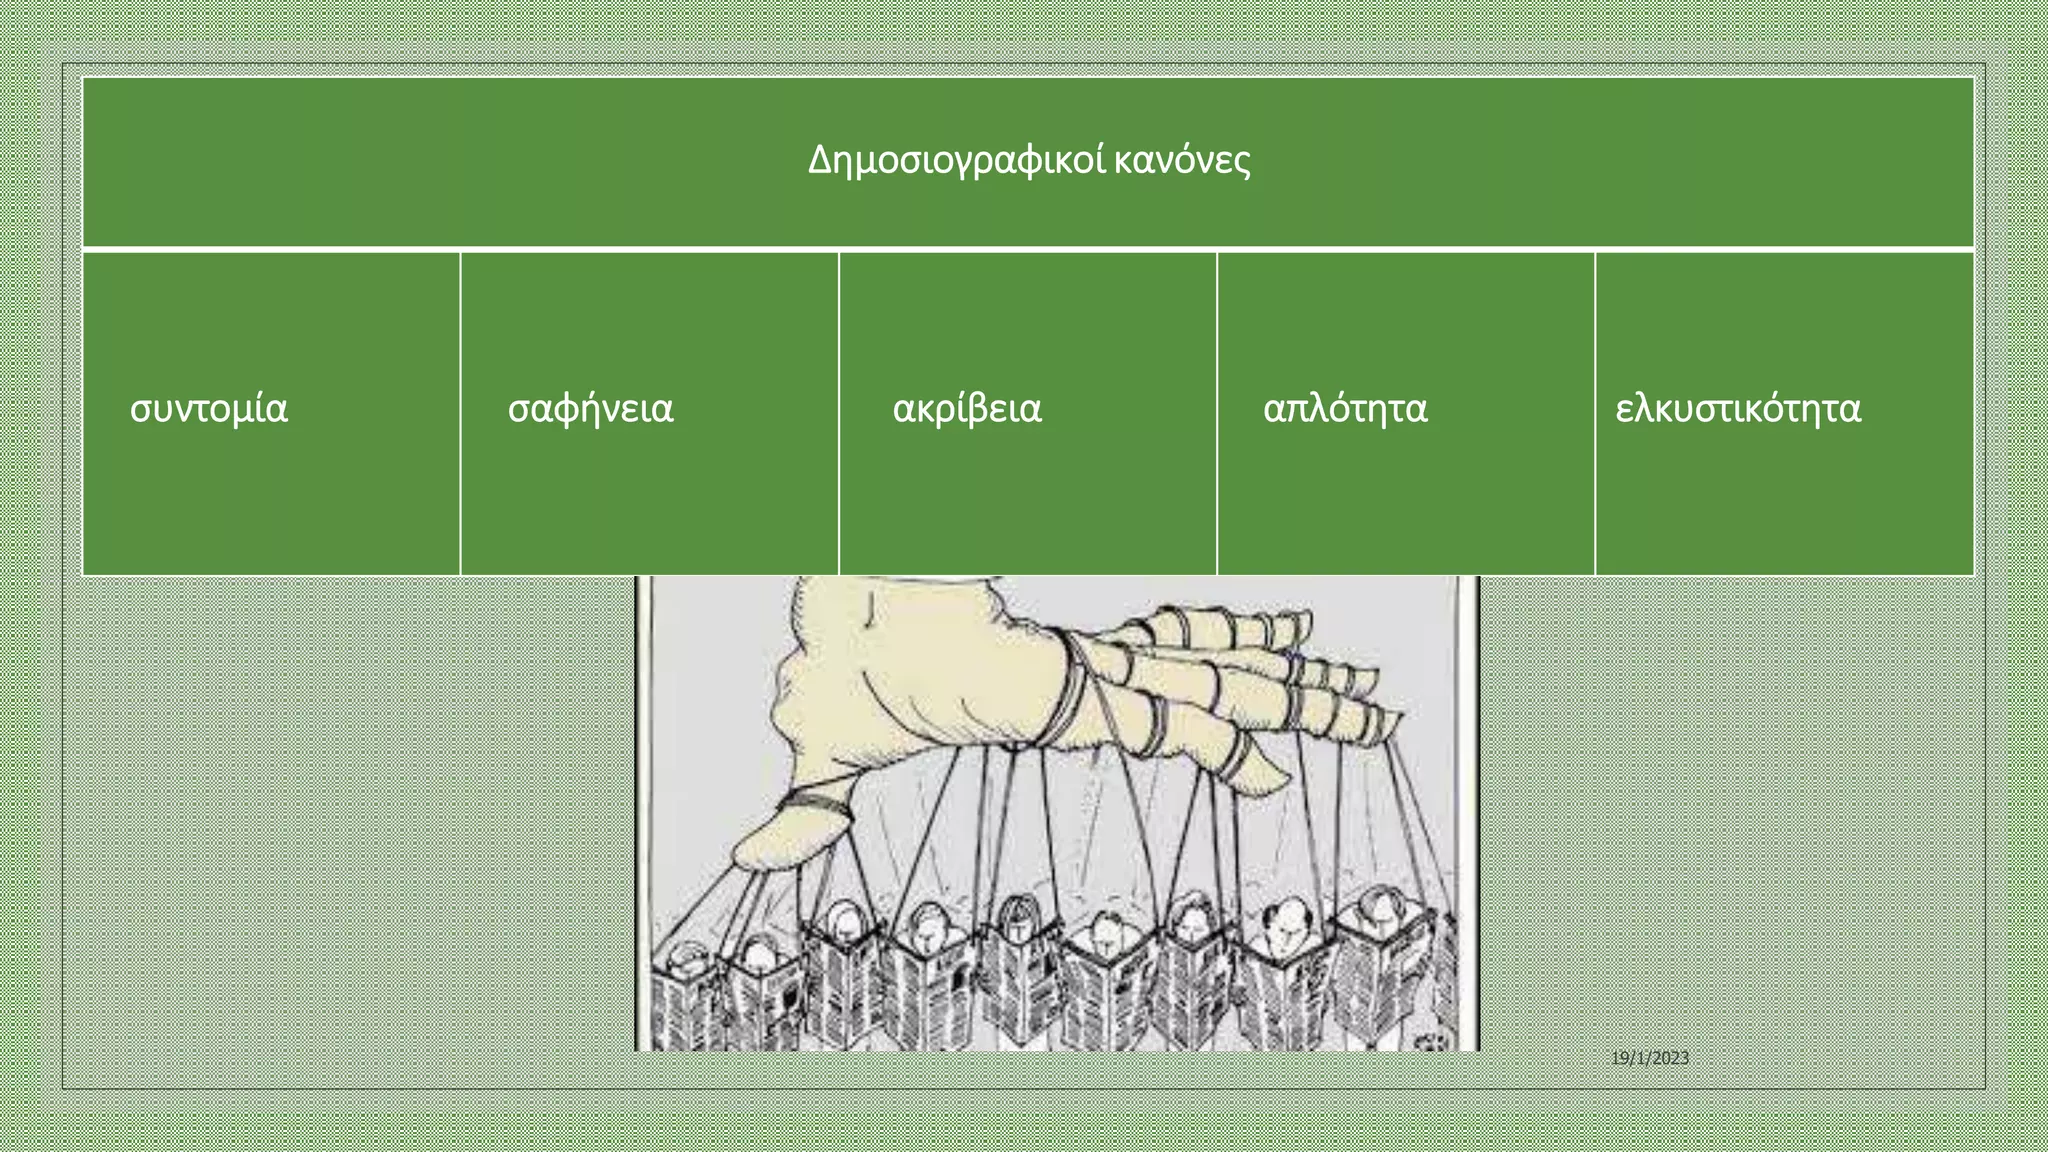 Δημοσιογραφικοί κανόνες
συντομία
σαφήνεια
ακρίβεια
απλότητα
ελκυστικότητα
19/1/2023